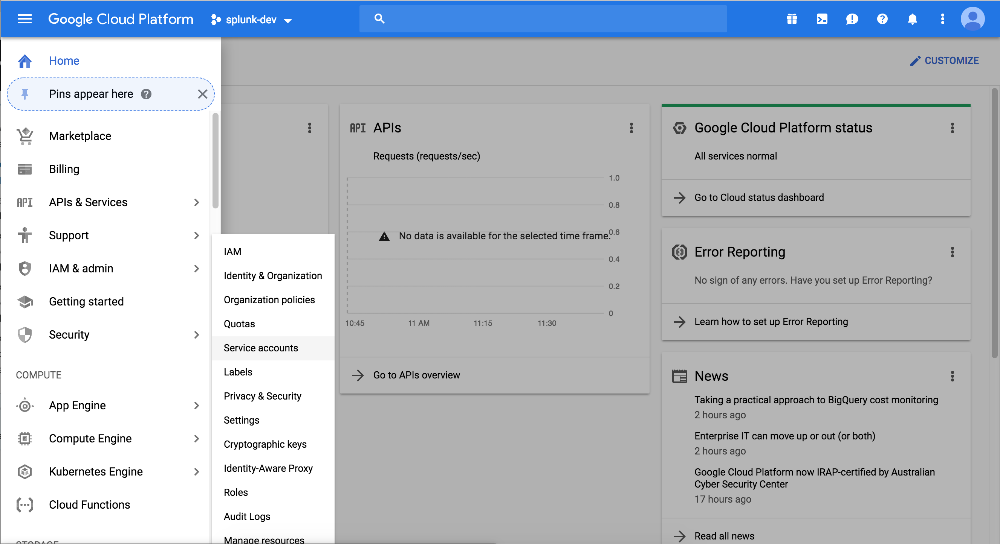 Google Cloud Platform
splunk-dev
Home
Pins appear here
Marketplace
Billing
API
APIs & Services
Support
IAM & admin
Getting started
Security
COMPUTE
App Engine
Compute Engine
Kubernetes Engine
Cloud Functions
STORAGE
IAM
Identity & Organization
Organization policies
Quotas
Service accounts
Labels
Privacy & Security
Settings
Cryptographic keys
Identity-Aware Proxy
Roles
Audit Logs
Manage resources
CUSTOMIZE
API APIs
Requests (requests/sec)
1.0
0.8
No data is available for the selected time frame.
0.6
0.4
0.2
0
10:45 11 AM 11:15 11:30
Go to APIs overview
Google Cloud Platform status
All services normal
Go to Cloud status dashboard
Error Reporting
No sign of any errors. Have you set up Error Reporting?
Learn how to set up Error Reporting
News
Taking a practical approach to BigQuery cost monitoring
2 hours ago
Enterprise IT can move up or out (or both)
2 hours ago
Google Cloud Platform now IRAP-certified by Australian
Cyber Security Center
17 hours ago
Read all news